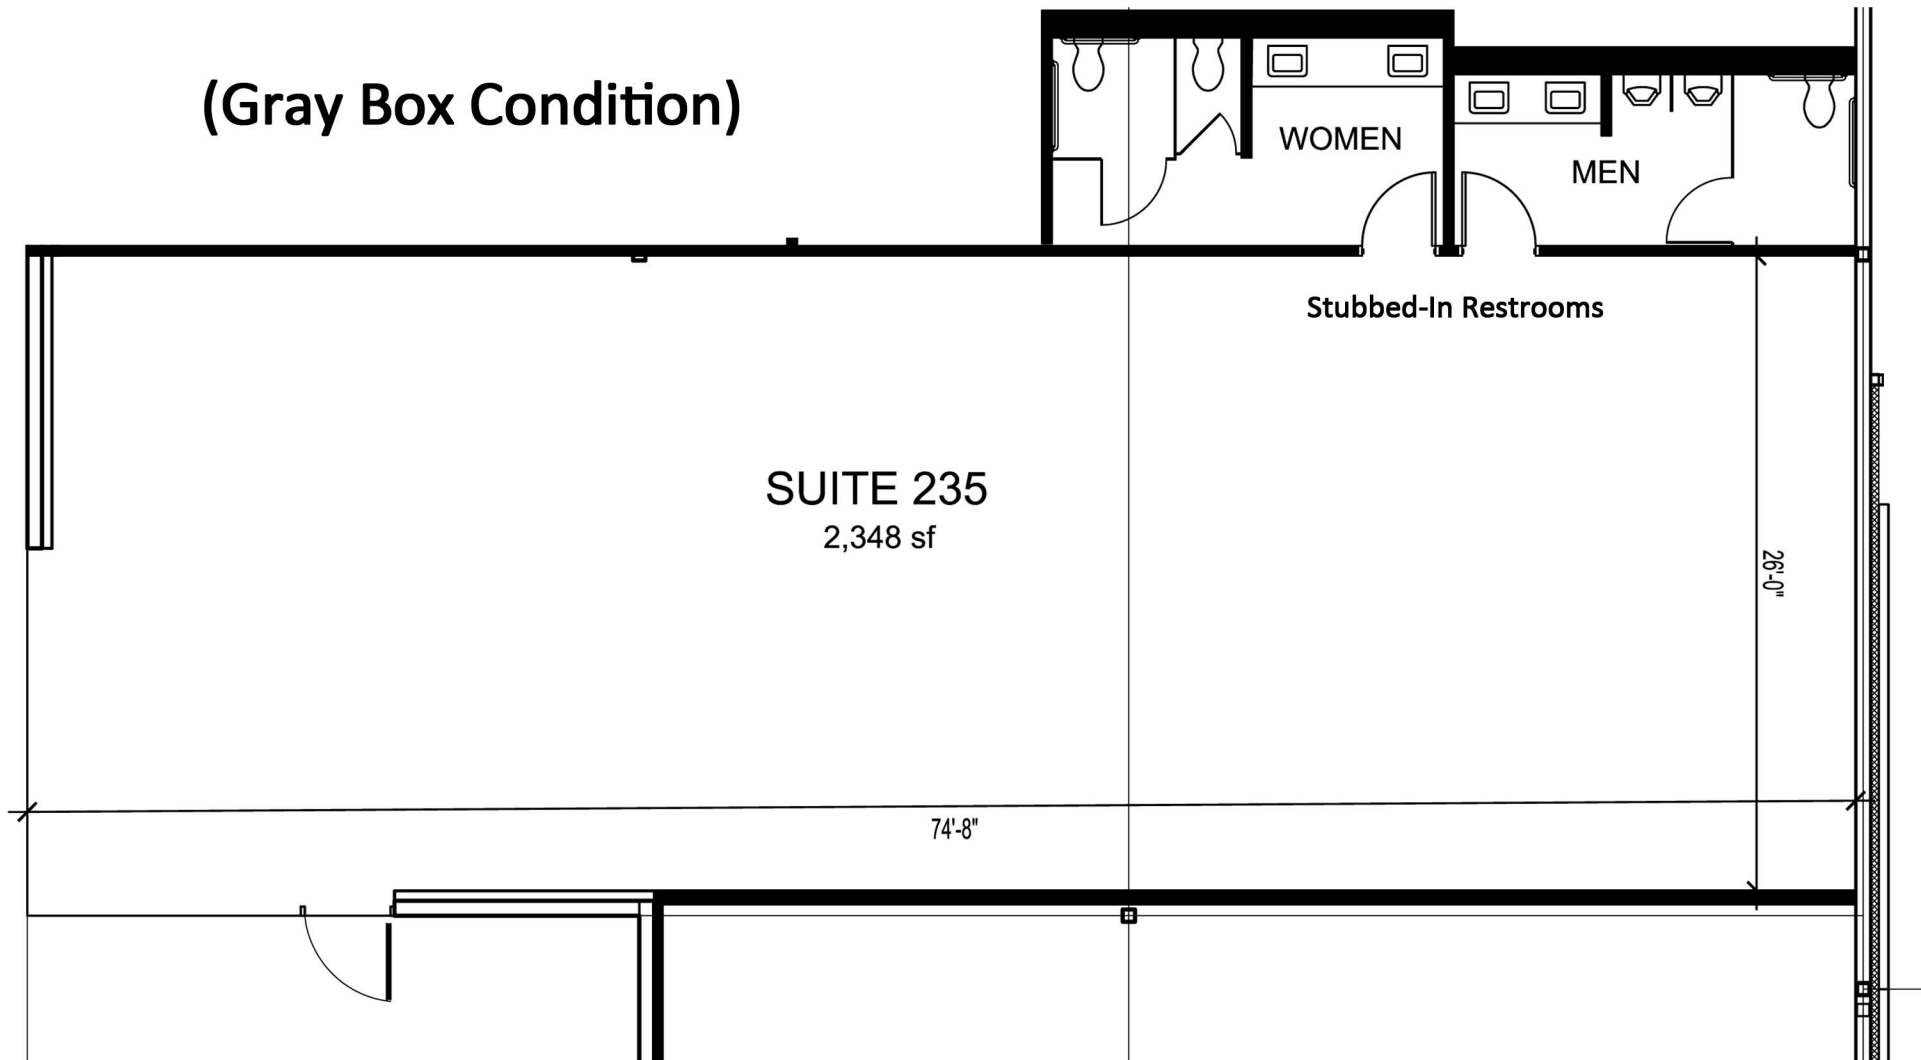 (Gray Box Condition)
WOMEN
MEN
Stubbed-In Restrooms
SUITE 235
2,348 sf
26'-0"
74'-8"